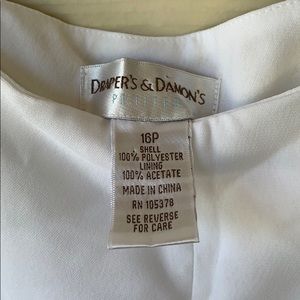 DRAPER'S & DAMON'S
PETITES
16P
SHELL
100% POLYESTER
LINING
100% ACETATE
MADE IN CHINA
RN 105378
SEE REVERSE
FOR CARE